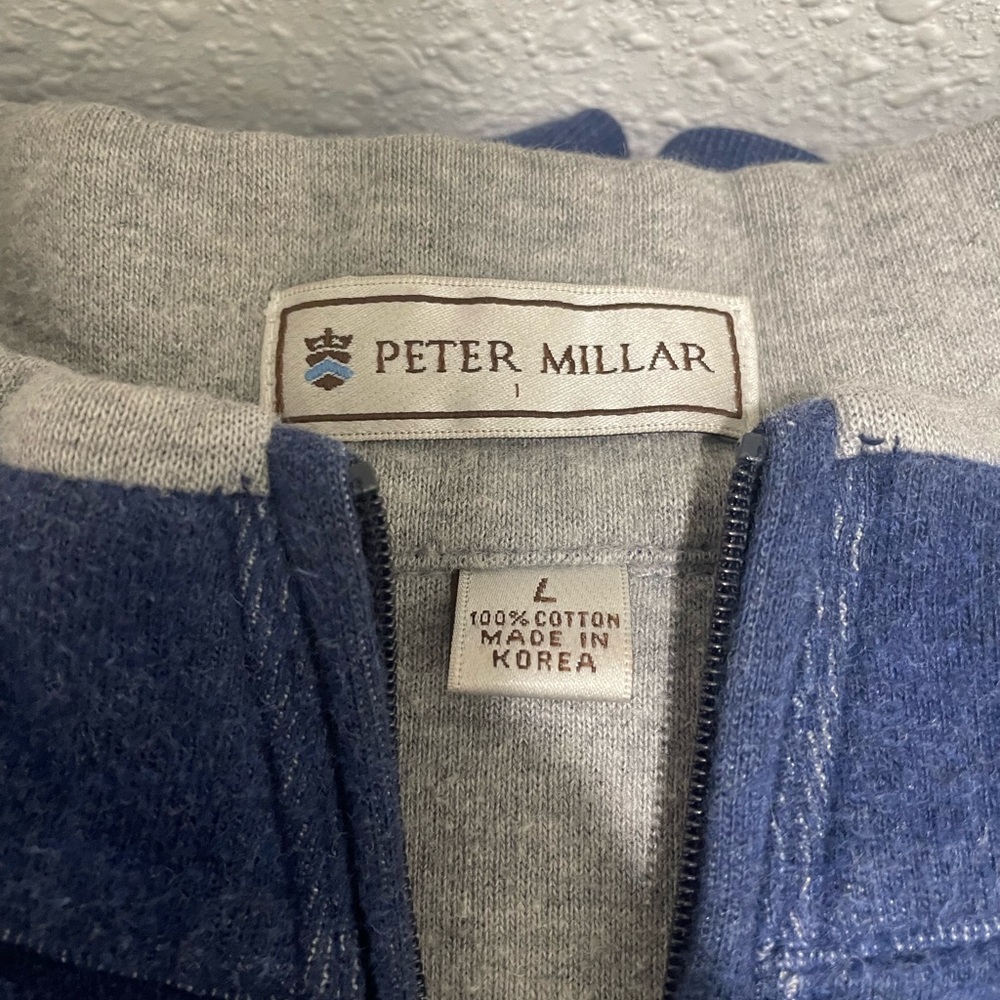 PETER MILLAR
L
100% COTTON
MADE IN
KOREA